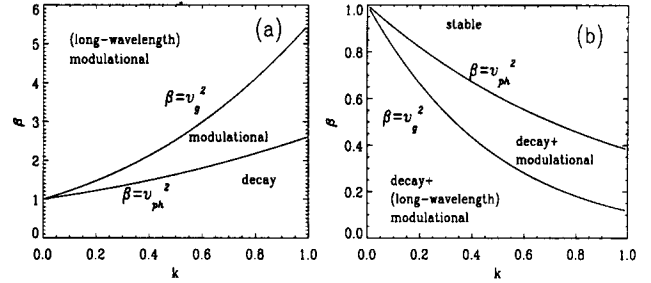 (a)
(long-wavelength)
modulational
β=v_g^2
modulational
β=v_ph^2
decay
β
6
5
4
3
2
1
0
0.0 0.2 0.4 0.6 0.8 1.0
k
(b)
stable
β=v_ph^2
β=v_g^2
decay+
modulational
decay+
(long-wavelength)
modulational
β
1.0
0.8
0.6
0.4
0.2
0.0
0.0 0.2 0.4 0.6 0.8 1.0
k